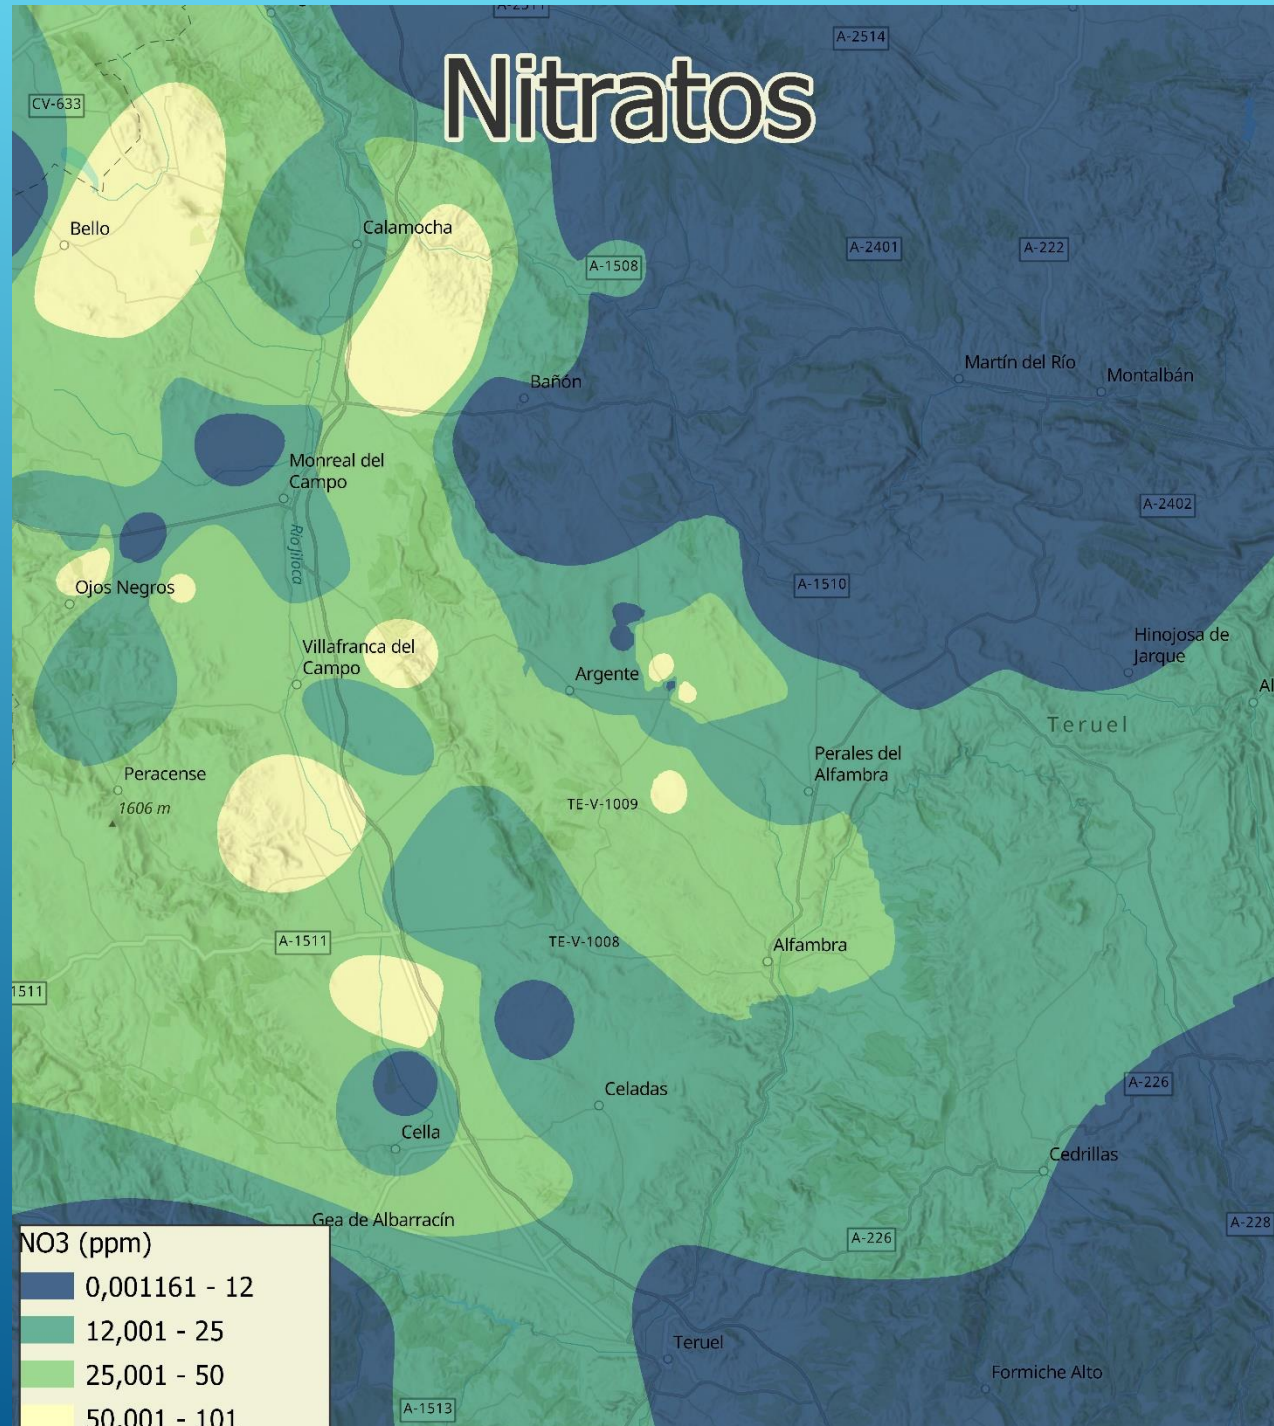 A-2511
Nitratos
A-2514
CV-633
Bello
Calamocha
A-1508
A-2401
A-222
Bañón
Martín del Río
Montalbán
Monreal del
Campo
A-2402
Río Jiloca
Ojos Negros
A-1510
Villafranca del
Campo
Argente
Hinojosa de
Jarque
Al
Teruel
Peracense
1606 m
TE-V-1009
Perales del
Alfambra
A-1511
TE-V-1008
Alfambra
1511
Celadas
A-226
Cella
Cedrillas
Gea de Albarracín
A-226
A-228
NO3 (ppm)
0,001161 - 12
12,001 - 25
25,001 - 50
50,001 - 101
Teruel
Formiche Alto
A-1513